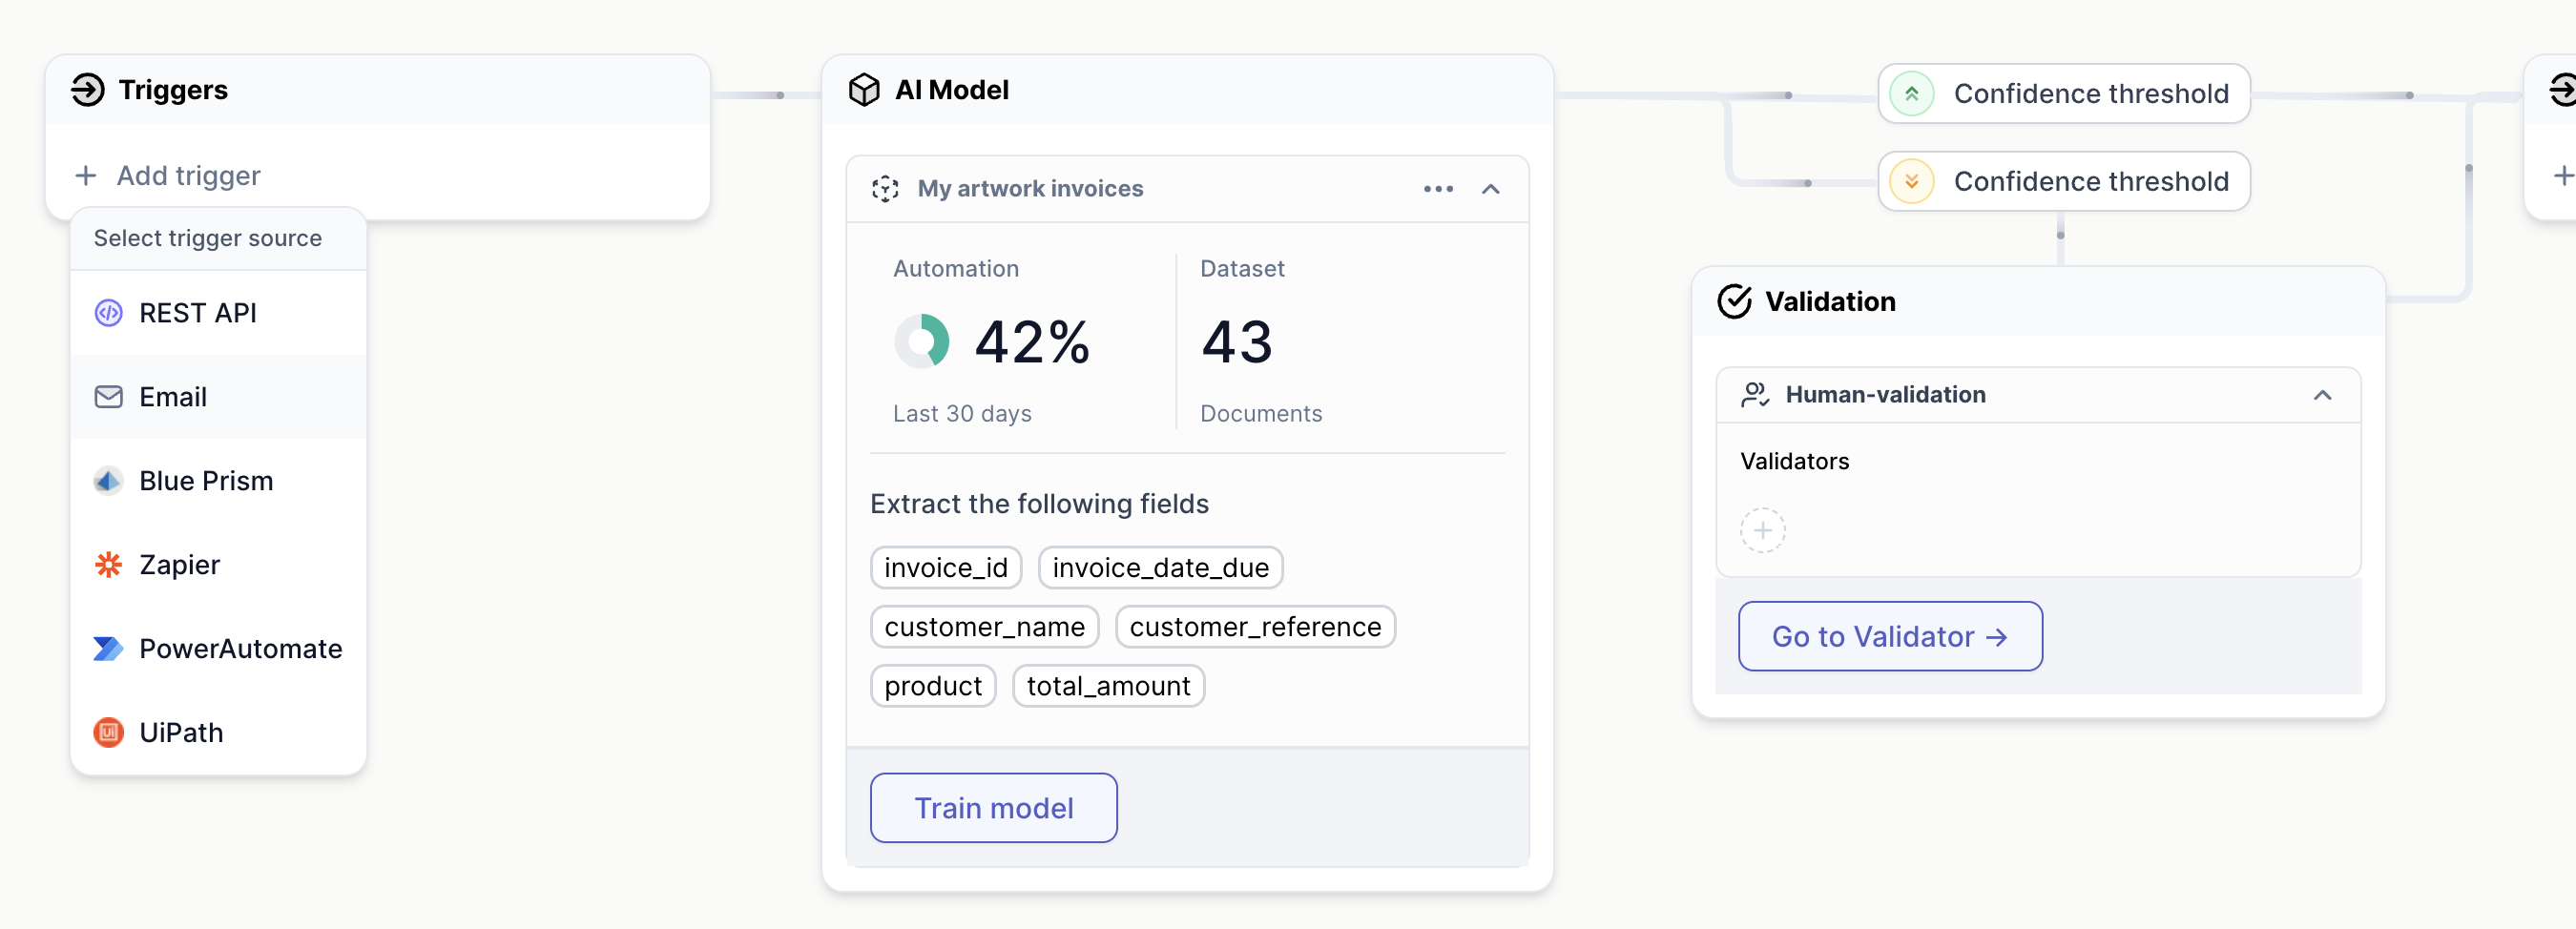 Triggers
Add trigger
Select trigger source
REST API
Email
Blue Prism
Zapier
PowerAutomate
UiPath
AI Model
My artwork invoices
Automation
42%
Last 30 days
Dataset
43
Documents
Extract the following fields
invoice_id invoice_date_due
customer_name customer_reference
product total_amount
Train model
Confidence threshold
Confidence threshold
Validation
Human-validation
Validators
Go to Validator →